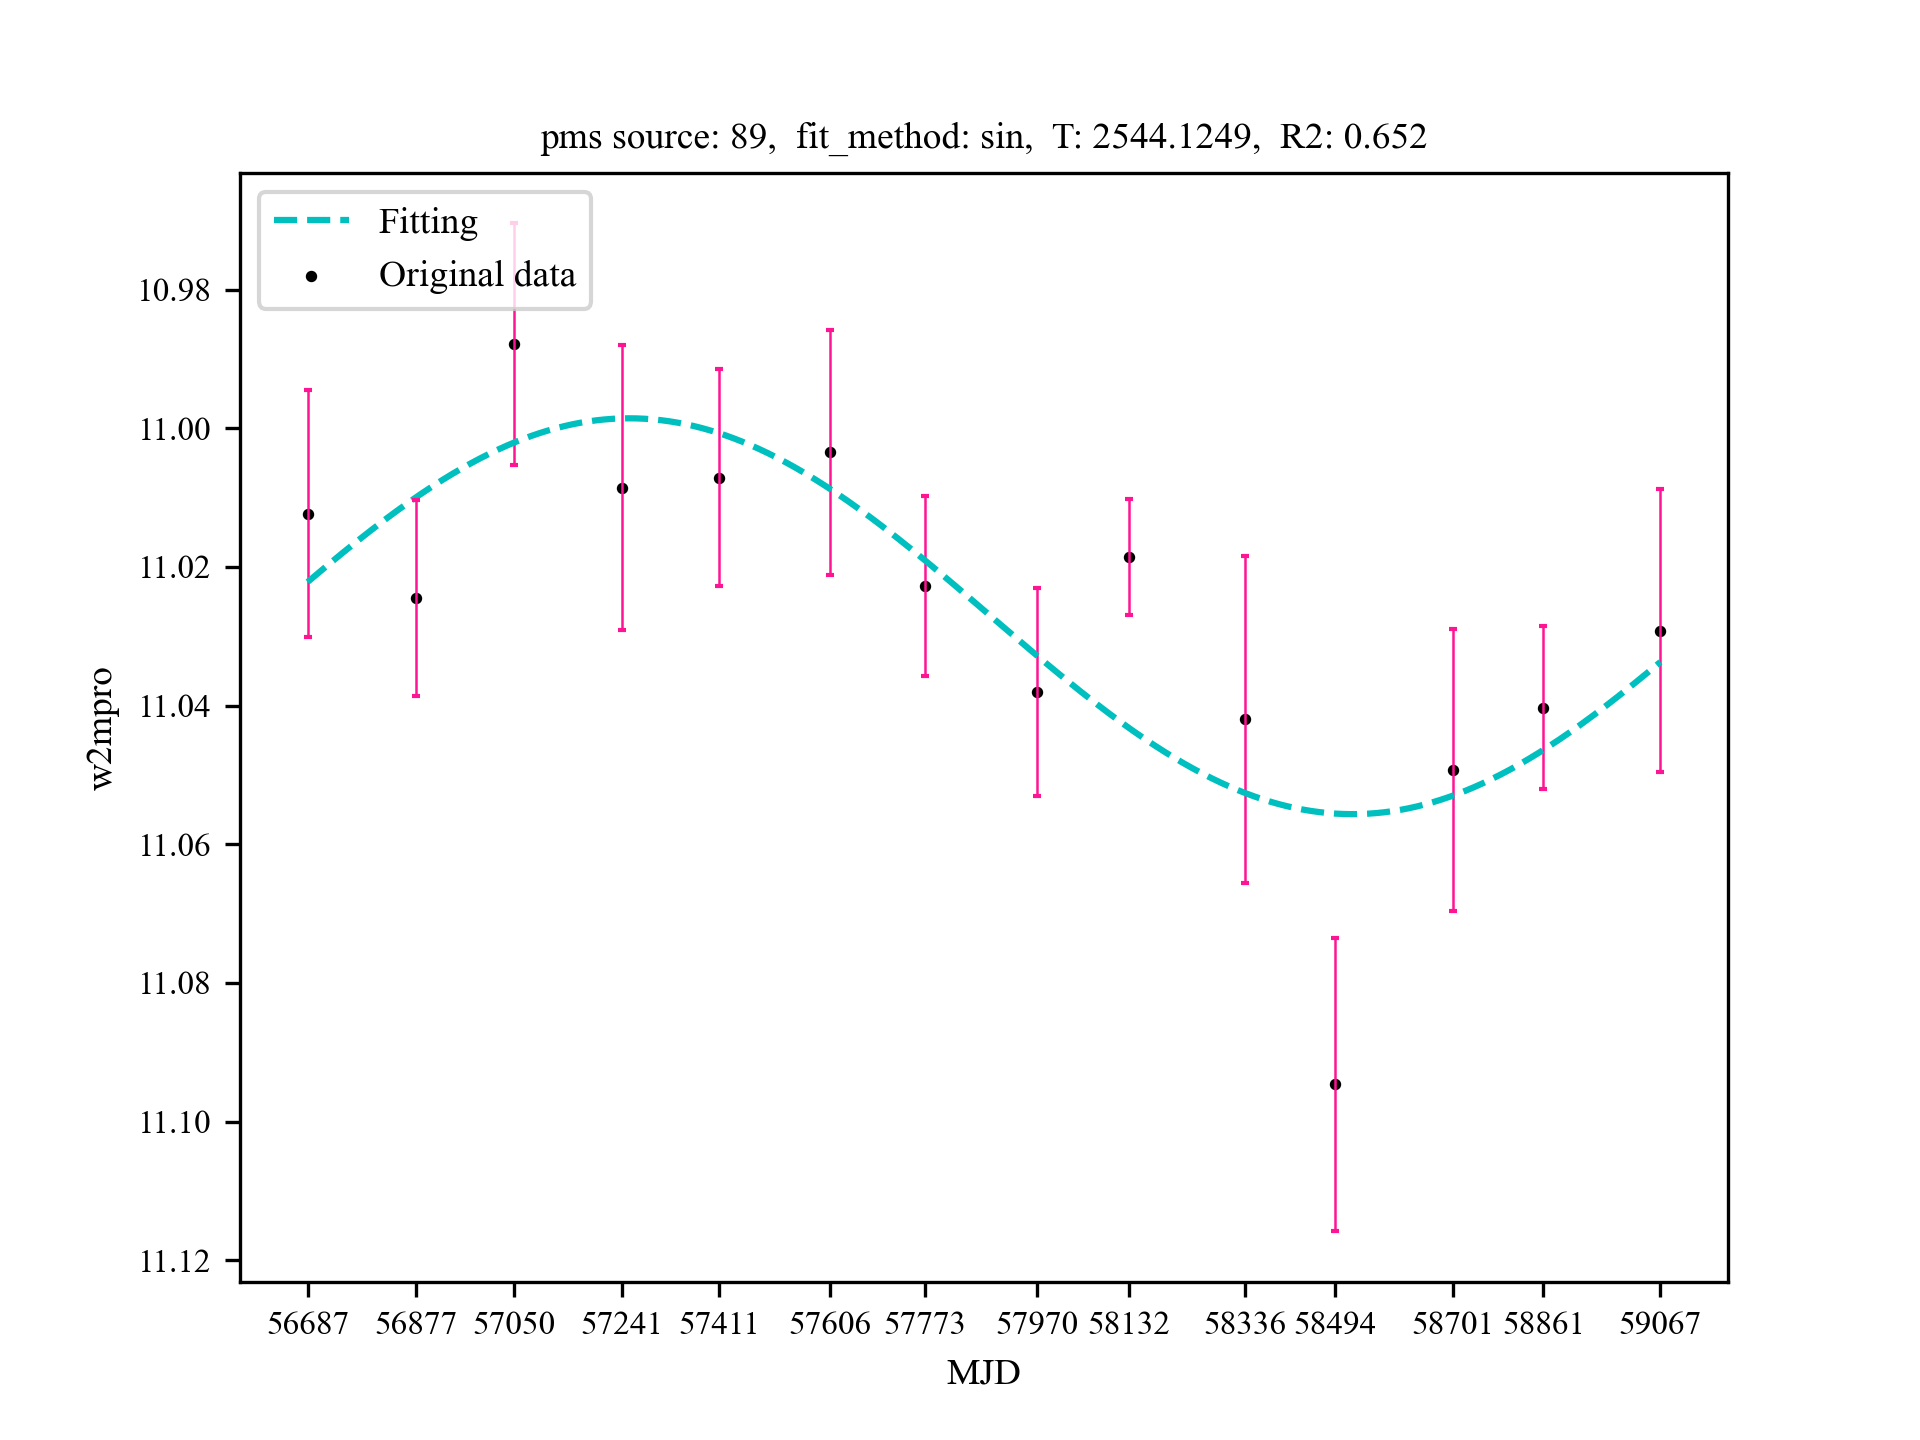 pms source: 89, fit_method: sin, T: 2544.1249, R2: 0.652
Fitting
Original data
10.98
11.00
11.02
11.04
11.06
11.08
11.10
11.12
w2mpro
56687 56877 57050 57241 57411 57606 57773 57970 58132 58336 58494 58701 58861 59067
MJD